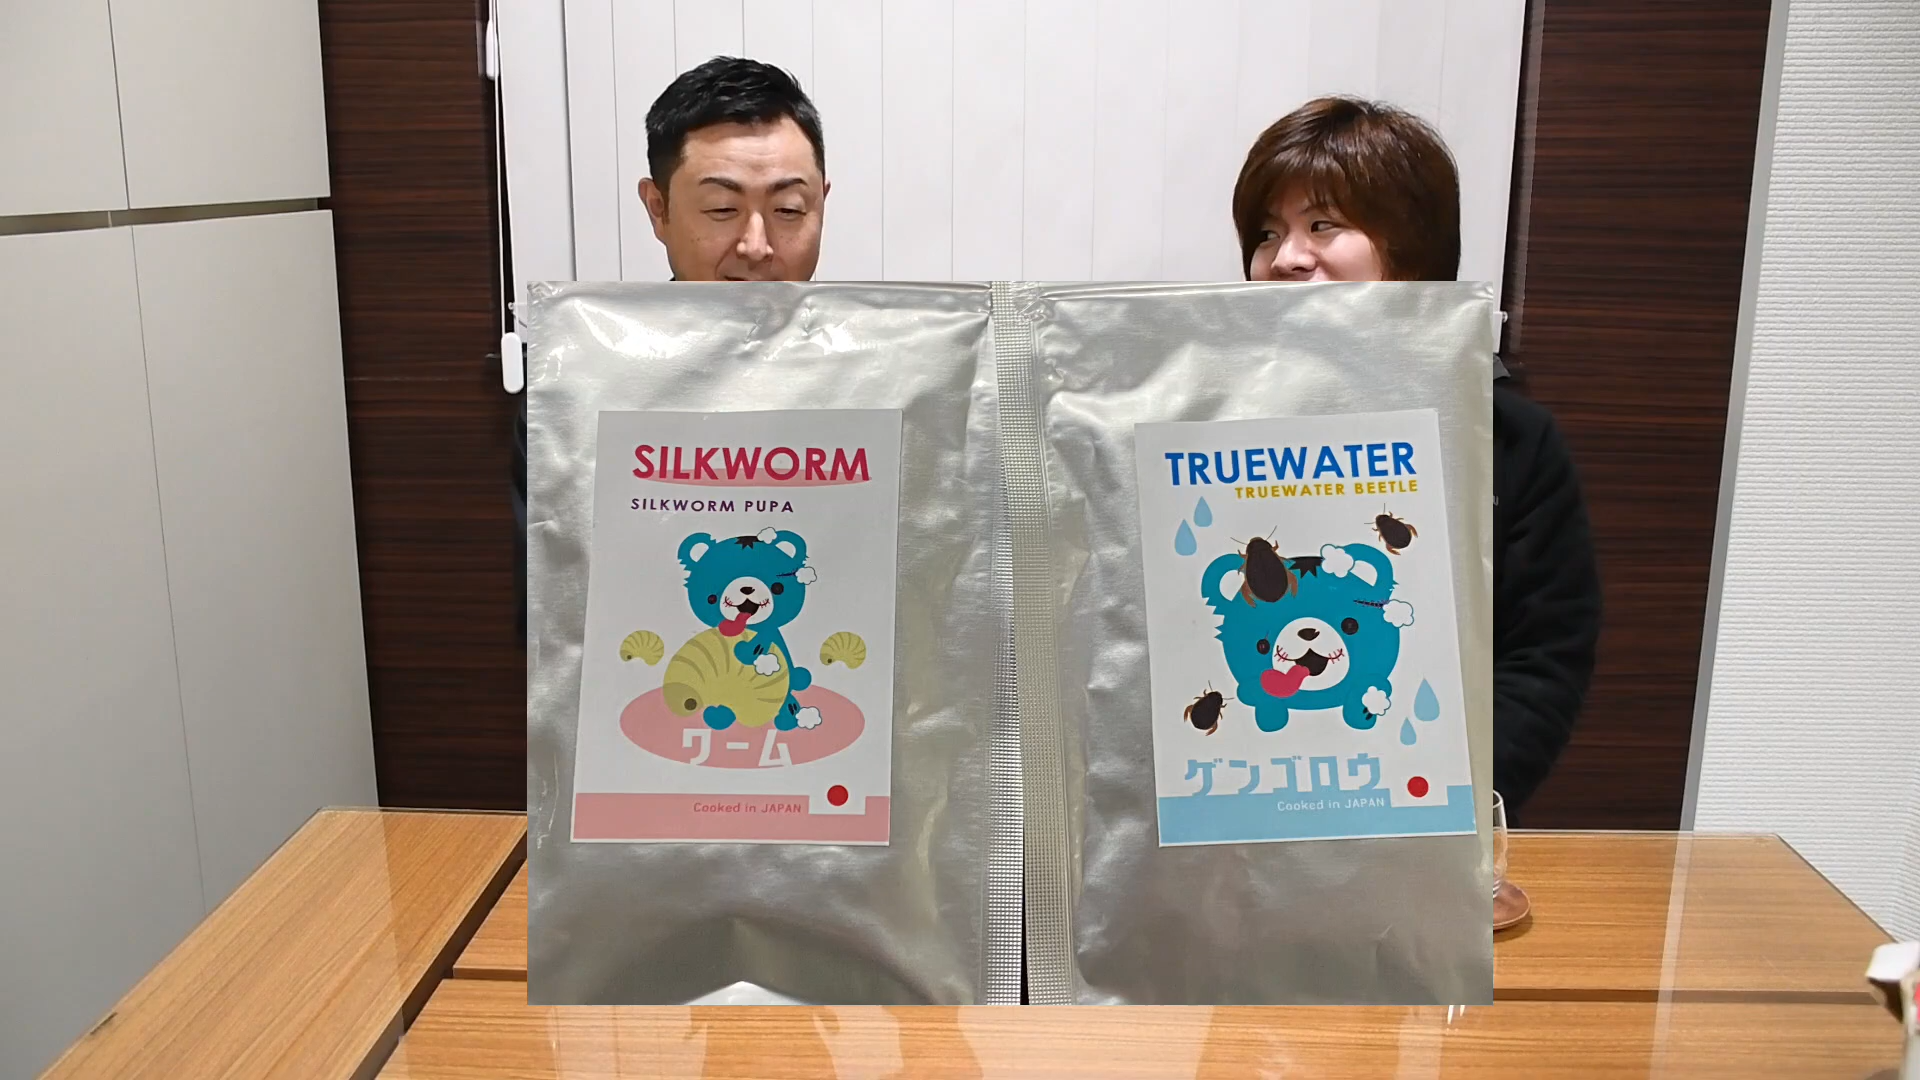 SILKWORM
SILKWORM PUPA
ワーム
Cooked in JAPAN
TRUEWATER
TRUEWATER BEETLE
ゲンゴロウ
Cooked in JAPAN